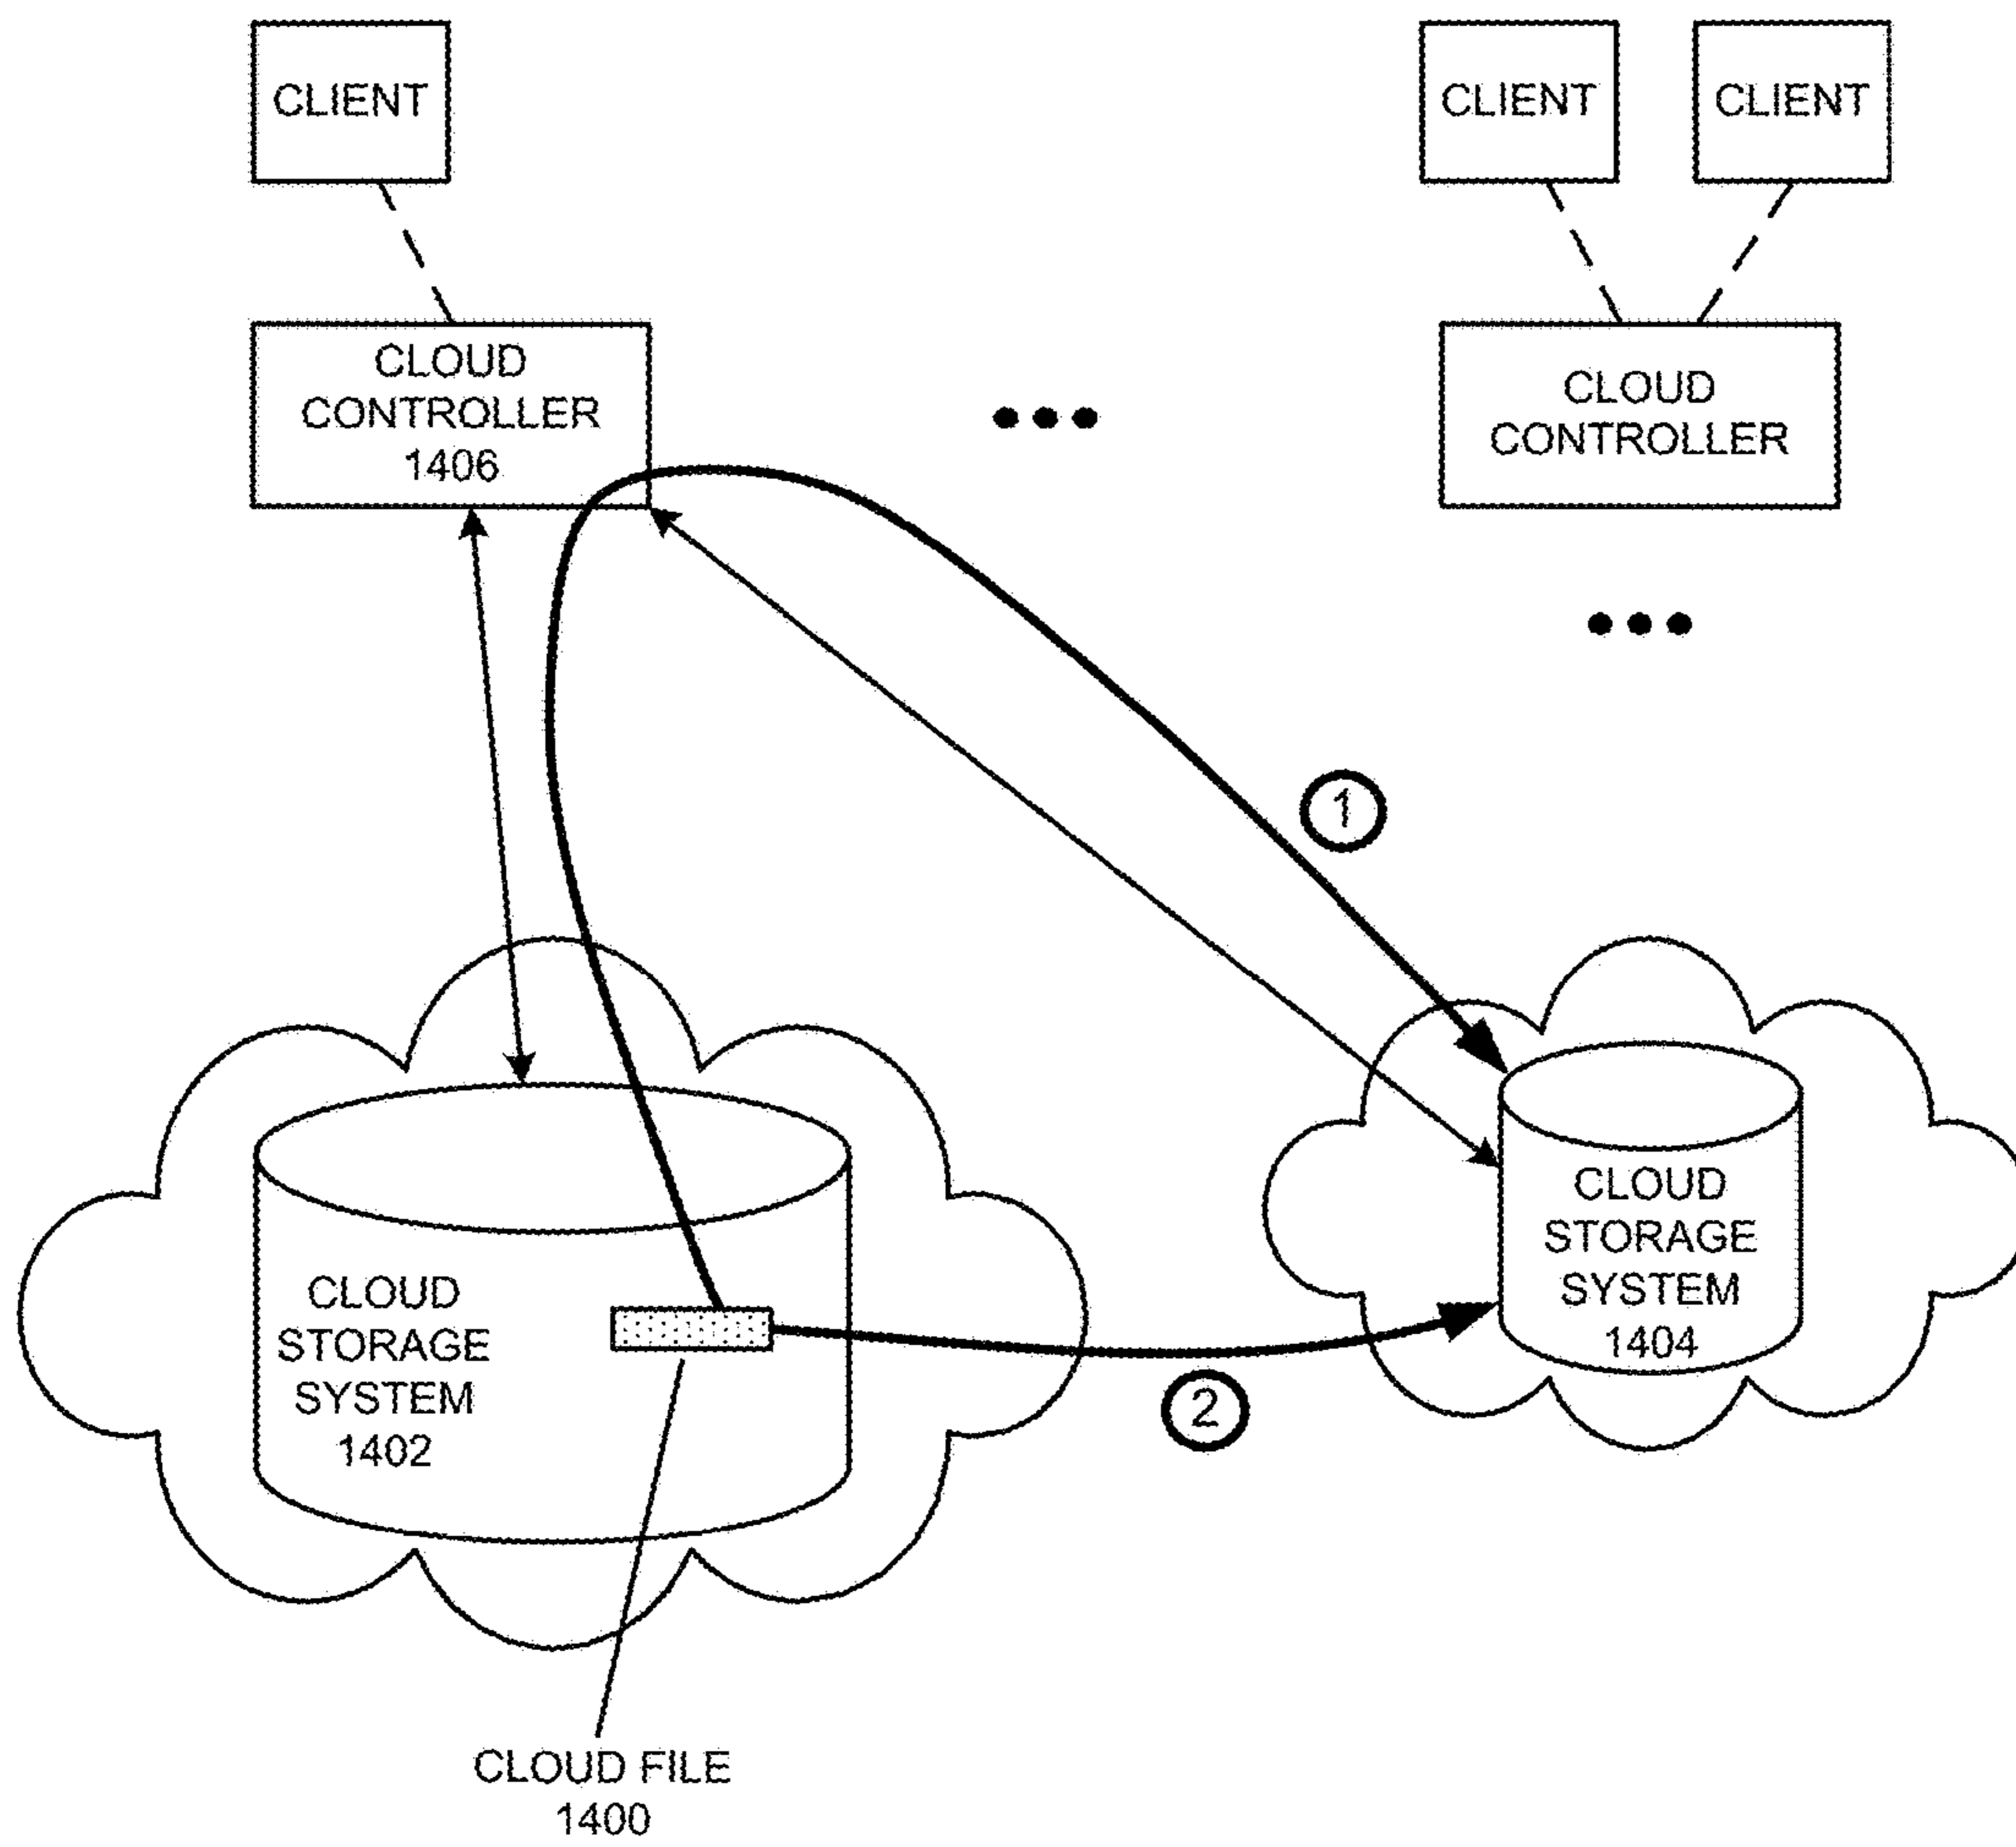 CLIENT
CLIENT
CLIENT
CLOUD
CONTROLLER
1406
CLOUD
CONTROLLER
1
CLOUD
STORAGE
SYSTEM
1402
CLOUD
STORAGE
SYSTEM
1404
2
CLOUD FILE
1400